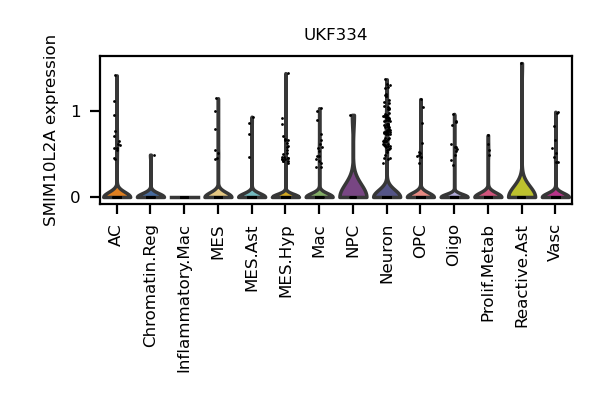 UKF334
SMIM10L2A expression
1
0
AC
Chromatin.Reg
Inflammatory.Mac
MES
MES.Ast
MES.Hyp
Mac
NPC
Neuron
OPC
Oligo
Prolif.Metab
Reactive.Ast
Vasc